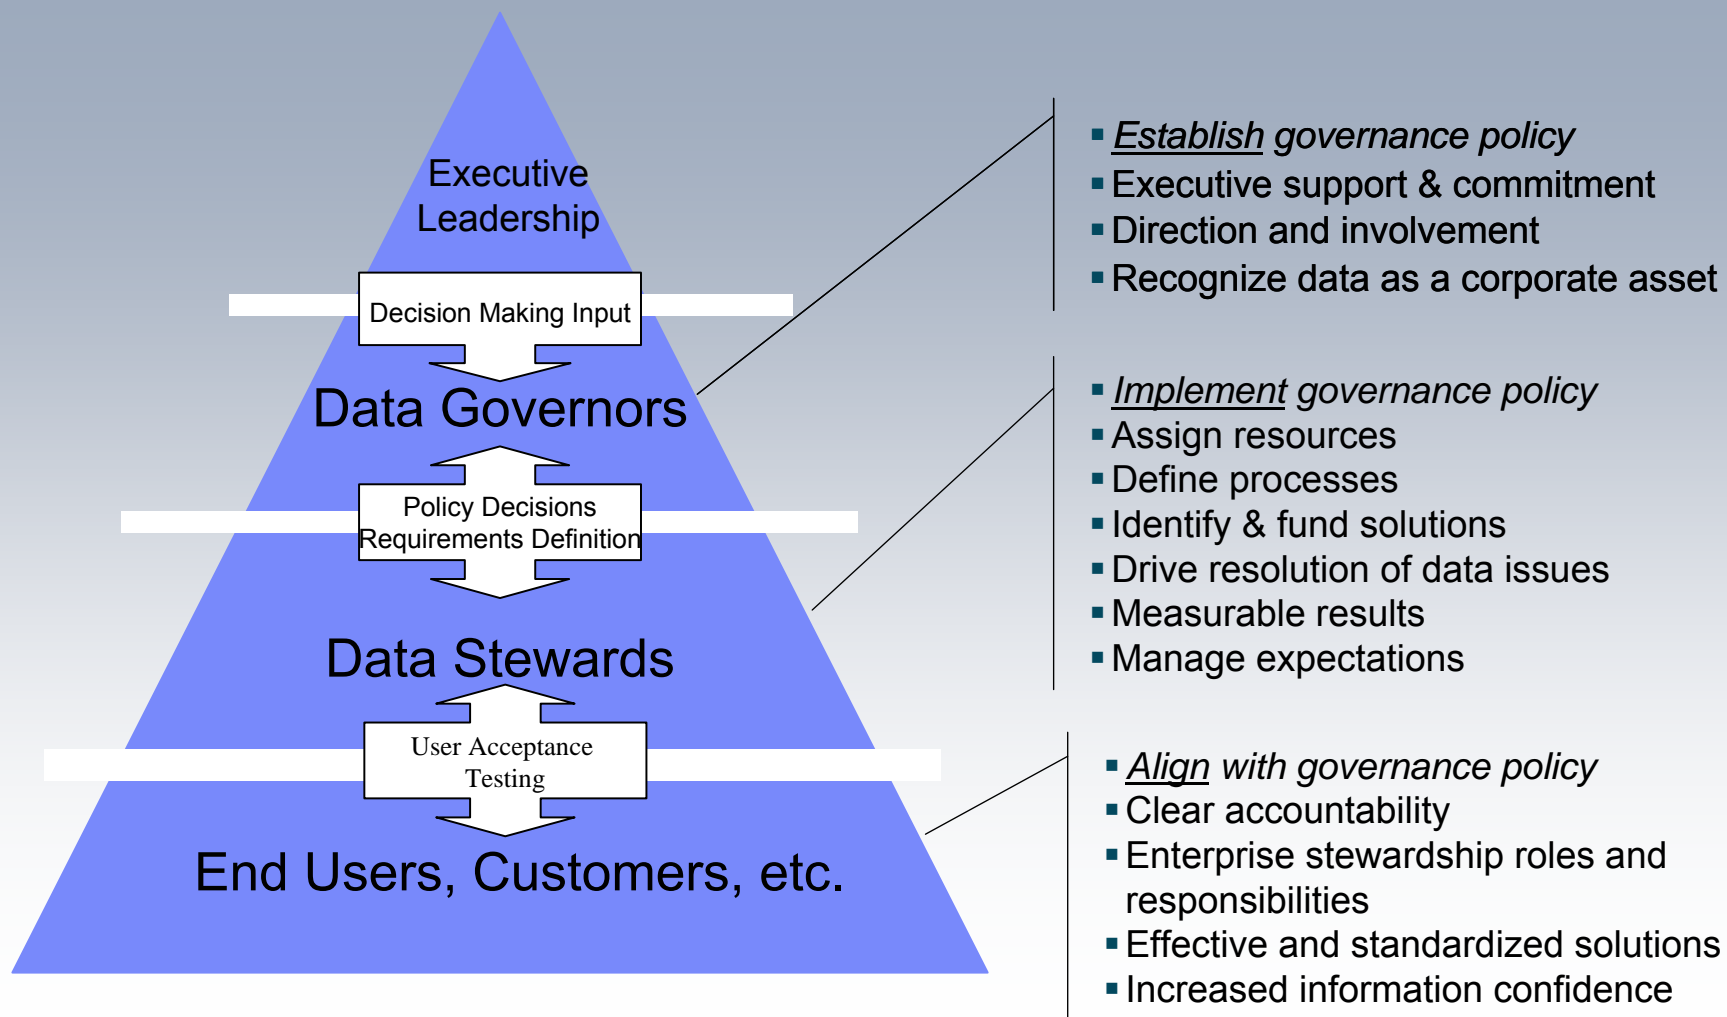 Executive
Leadership
Decision Making Input
Data Governors
Policy Decisions
Requirements Definition
Data Stewards
User Acceptance
Testing
End Users, Customers, etc.
▪ Establish governance policy
▪ Executive support & commitment
▪ Direction and involvement
▪ Recognize data as a corporate asset
▪ Implement governance policy
▪ Assign resources
▪ Define processes
▪ Identify & fund solutions
▪ Drive resolution of data issues
▪ Measurable results
▪ Manage expectations
▪ Align with governance policy
▪ Clear accountability
▪ Enterprise stewardship roles and
responsibilities
▪ Effective and standardized solutions
▪ Increased information confidence